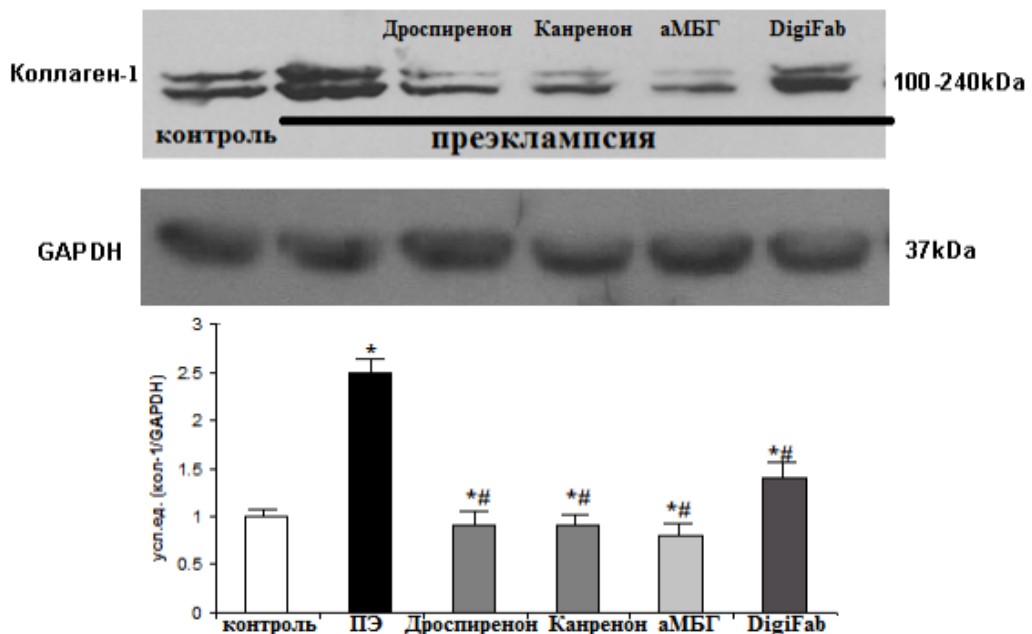 Дроспиренон Канренон аМБГ DigiFab
Коллаген-1
100-240kDa
контроль
преэклампсия
GAPDH
37kDa
усл.ед. (кол-1/GAPDH)
3
2.5
2
1.5
1
0.5
0
*
*#
*#
*#
*#
контроль ПЭ Дроспиренон Канренон аМБГ DigiFab